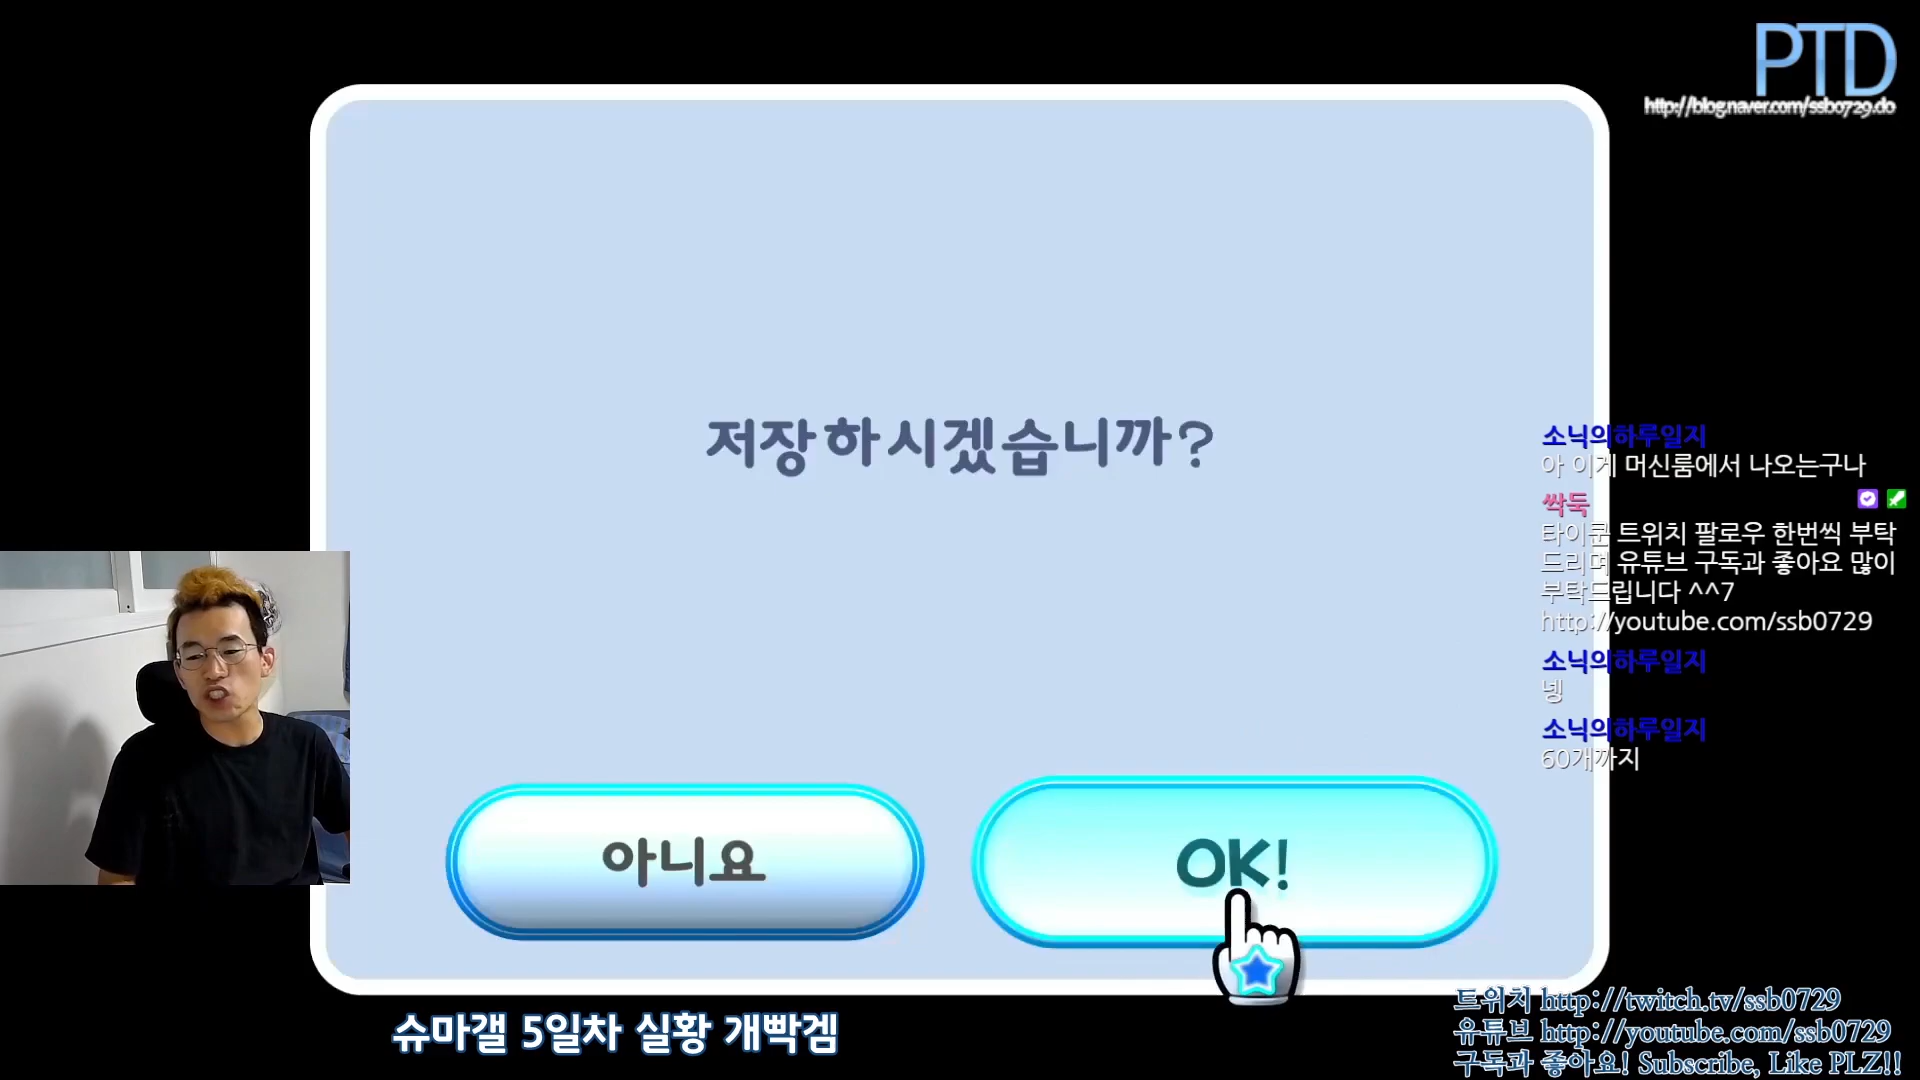 PTD
http://blog.naver.com/ssb0729.do
저장하시겠습니까?
소닉의하루일지
아 이게 머신룸에서 나오는구나
싹둑
타이쿤 트위치 팔로우 한번씩 부탁
드리며 유튜브 구독과 좋아요 많이
부탁드립니다 ^^7
http://youtube.com/ssb0729
소닉의하루일지
넹
소닉의하루일지
60개까지
아니요
OK!
슈마갤 5일차 실황 개빡겜
트위치 http://twitch.tv/ssb0729
유튜브 http://youtube.com/ssb0729
구독과 좋아요! Subscribe, Like PLZ!!